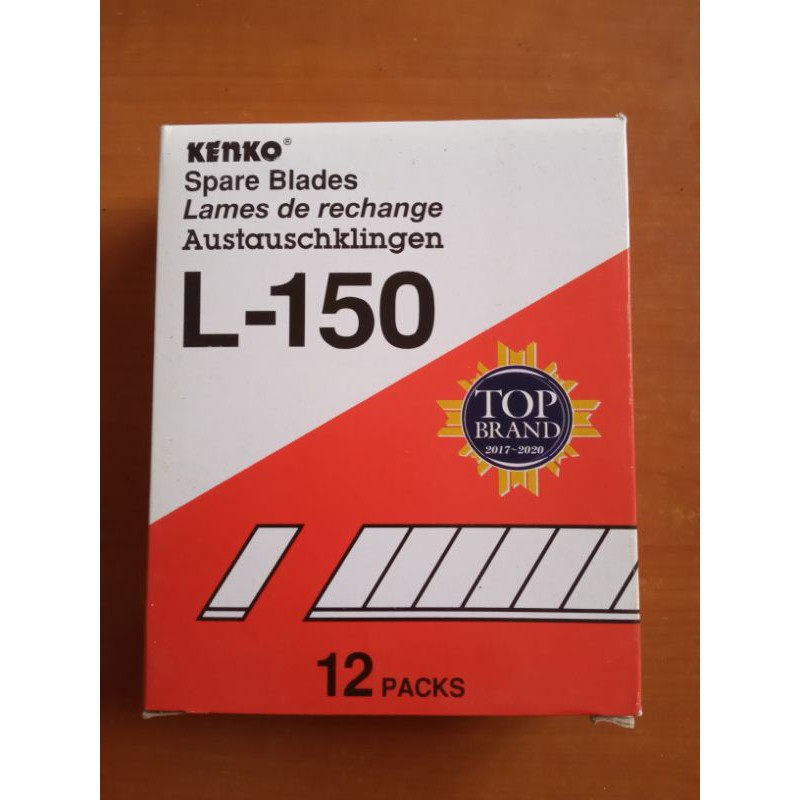 KENKO®
Spare Blades
Lames de rechange
Austauschklingen
L-150
TOP
BRAND
2017~2020
12 PACKS